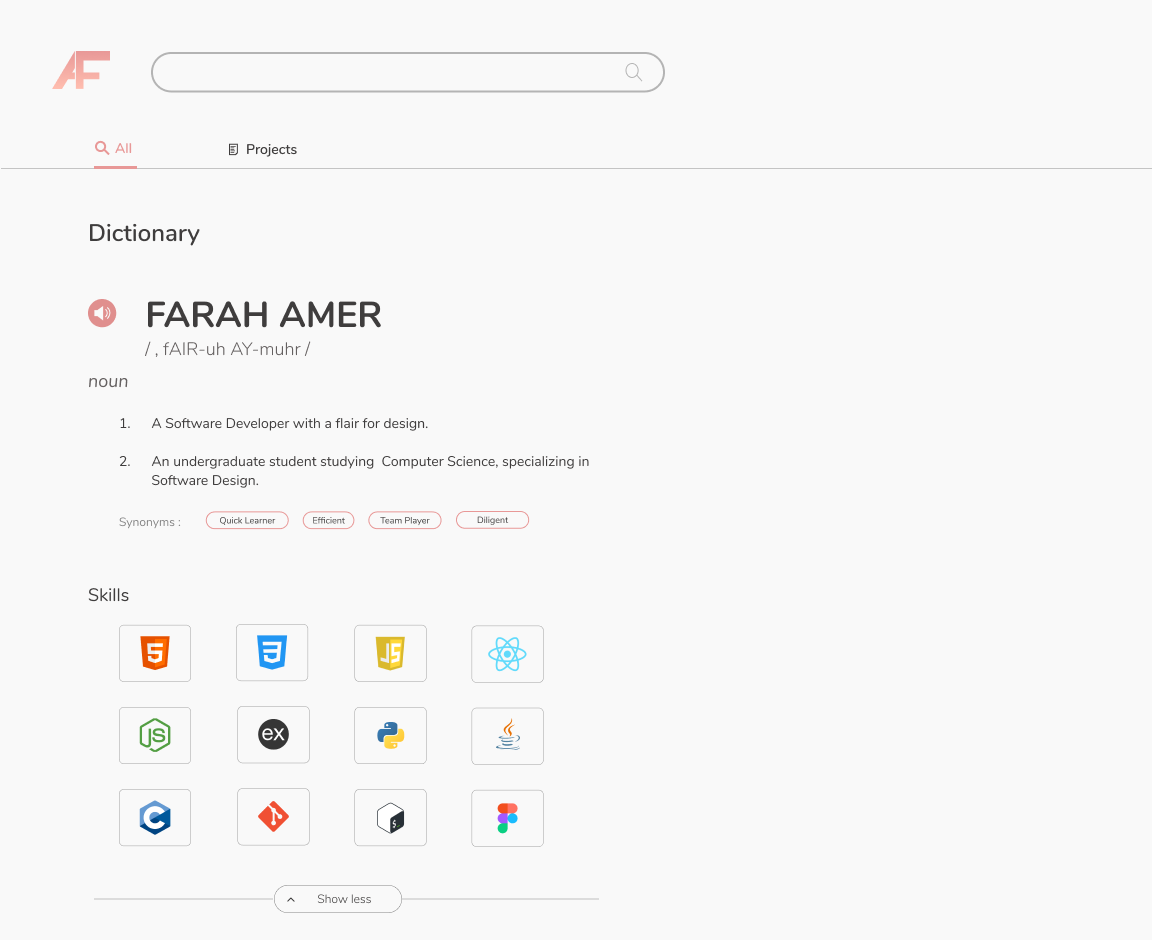 AF
All
Projects
Dictionary
FARAH AMER
/ , fAIR-uh AY-muhr /
noun
1. A Software Developer with a flair for design.
2. An undergraduate student studying  Computer Science, specializing in
Software Design.
Synonyms : Quick Learner Efficient Team Player Diligent
Skills
5 3 JS
JS ex
C $
Show less